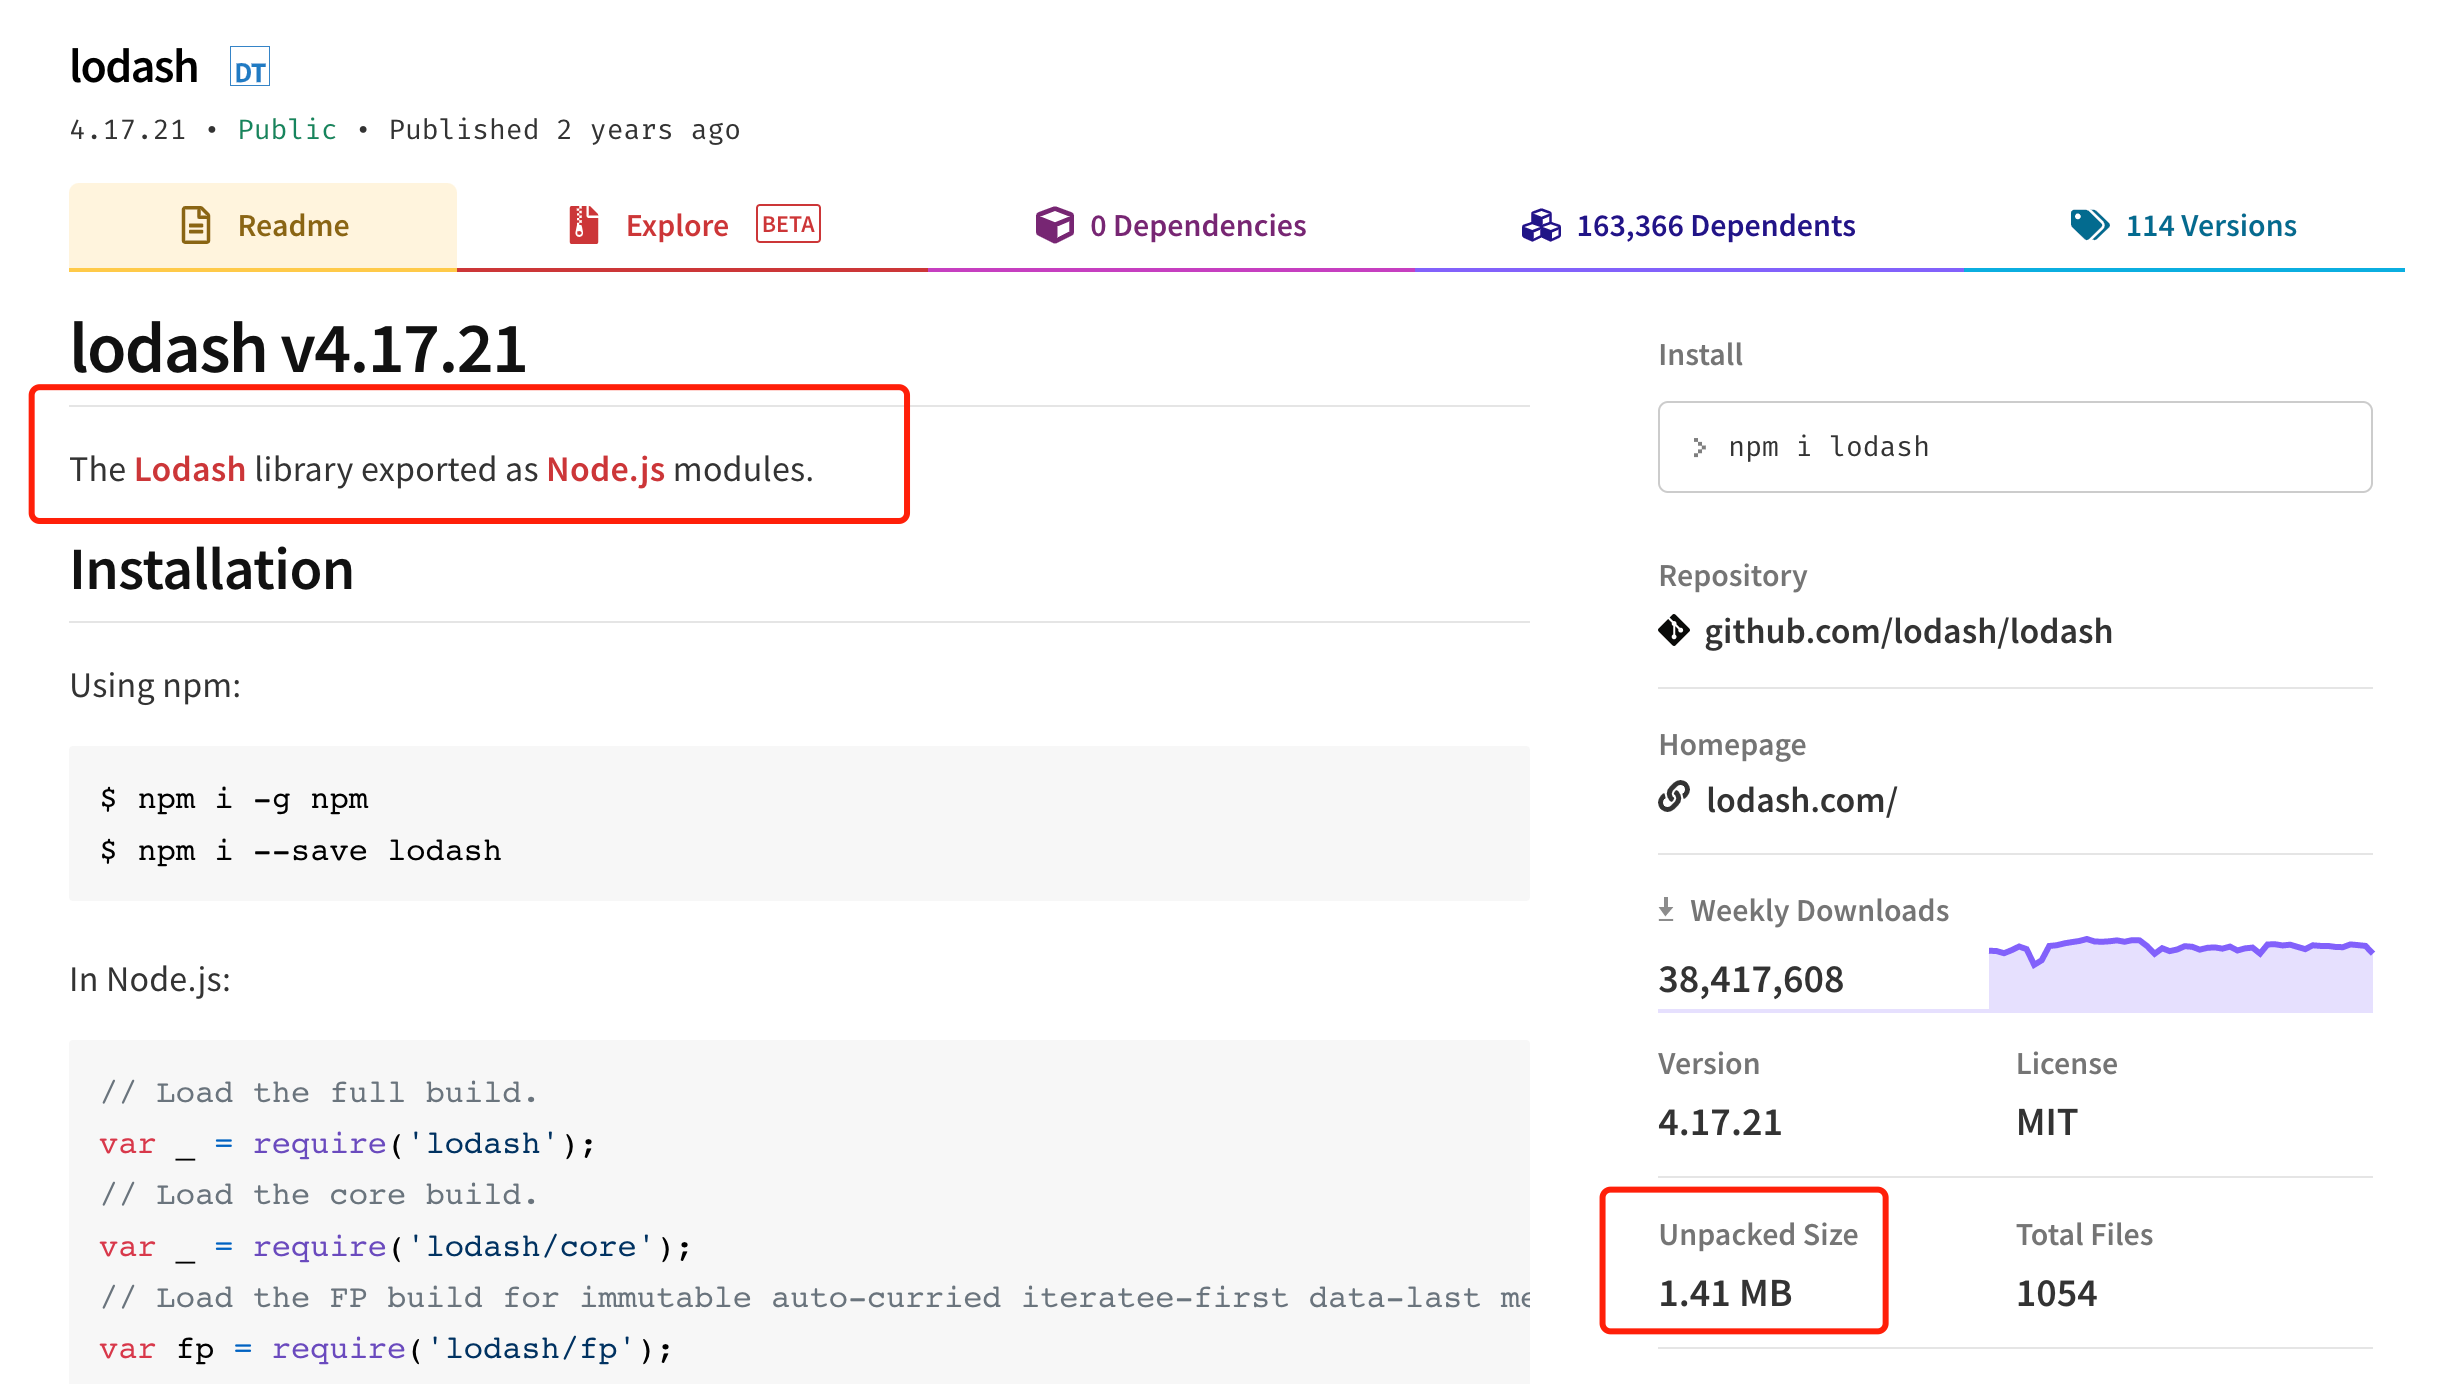 lodash DT
4.17.21 • Public • Published 2 years ago
Readme
Explore BETA
0 Dependencies
163,366 Dependents
114 Versions
lodash v4.17.21
The Lodash library exported as Node.js modules.
Installation
Using npm:
$ npm i -g npm
$ npm i --save lodash
In Node.js:
// Load the full build.
var _ = require('lodash');
// Load the core build.
var _ = require('lodash/core');
// Load the FP build for immutable auto-curried iteratee-first data-last
var fp = require('lodash/fp');
Install
> npm i lodash
Repository
github.com/lodash/lodash
Homepage
lodash.com/
Weekly Downloads
38,417,608
Version
4.17.21
License
MIT
Unpacked Size
1.41 MB
Total Files
1054